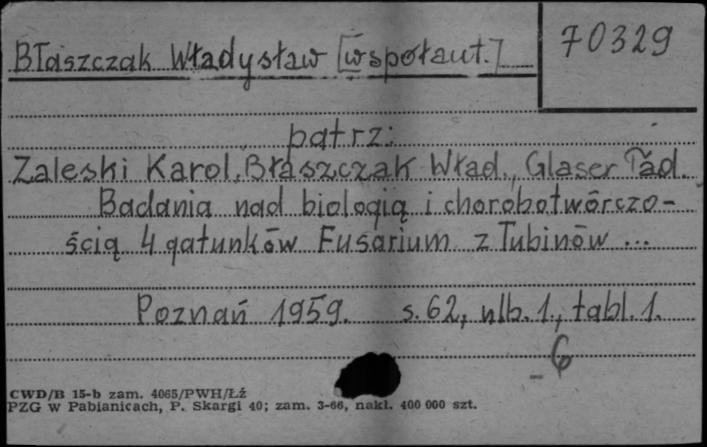 Błaszczak Władysław [współaut.]
70329
patrz:
Zaleski Karol, Błaszczak Wład., Glaser Tad.
Badania nad biologią i chorobotwórczo-
ścią 4 gatunków Fusarium z łubinów ...
Poznań 1959. s. 62, nlb. 1, tabl. 1.
6
CWD/B 15-b zam. 4065/PWH/Łź
PZG w Pabianicach, P. Skargi 40; zam. 3-66, nakł. 400 000 szt.